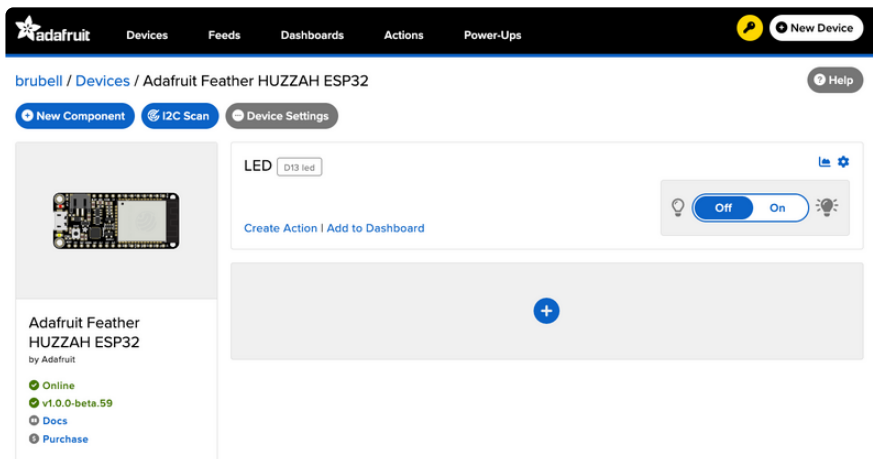 adafruit Devices Feeds Dashboards Actions Power-Ups New Device
brubell / Devices / Adafruit Feather HUZZAH ESP32 Help
New Component I2C Scan Device Settings
LED D13 led
Off On
Create Action | Add to Dashboard
Adafruit Feather
HUZZAH ESP32
by Adafruit
Online
v1.0.0-beta.59
Docs
Purchase